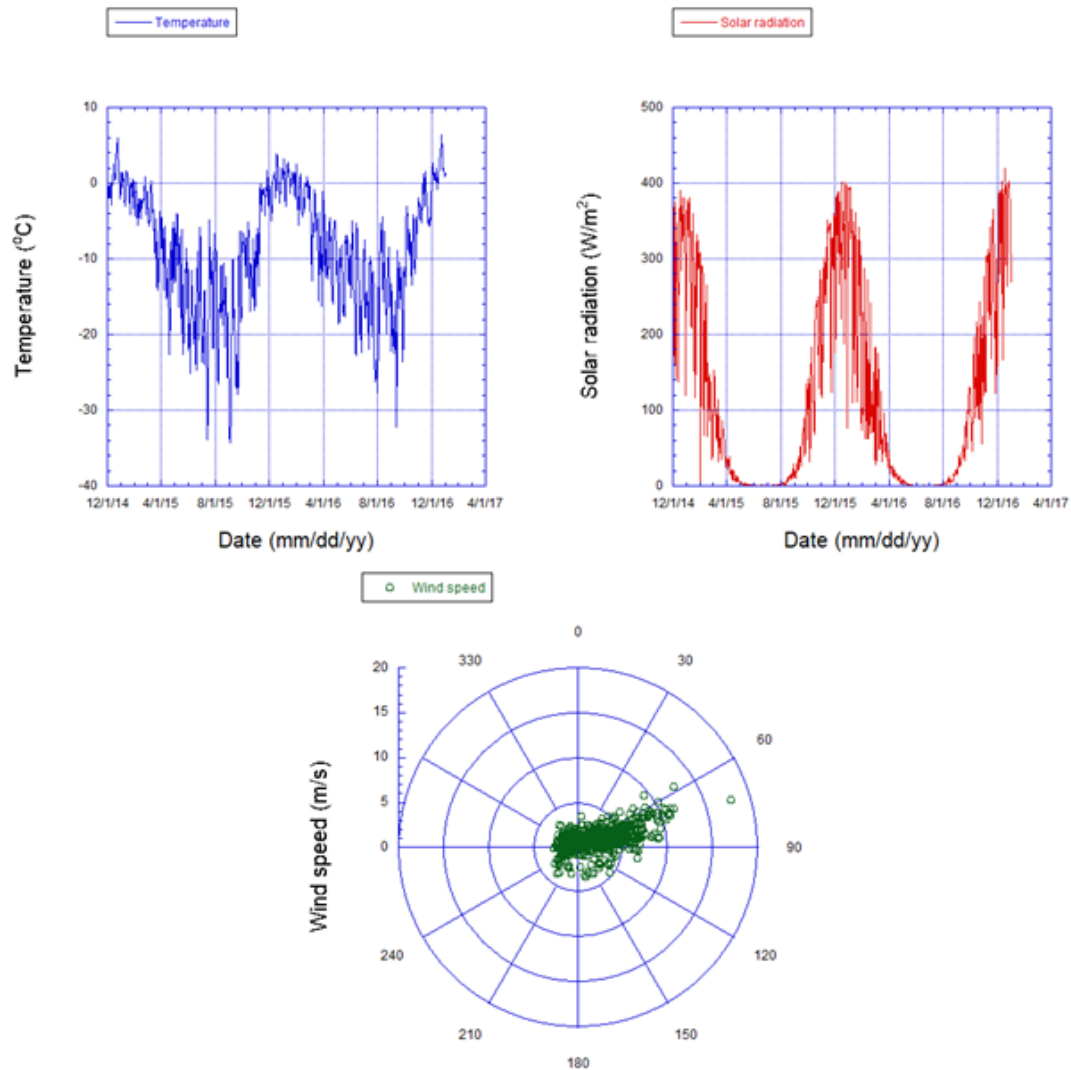 Temperature
10
0
-10
-20
-30
-40
Temperature (⁰C)
12/1/14 4/1/15 8/1/15 12/1/15 4/1/16 8/1/16 12/1/16 4/1/17
Date (mm/dd/yy)
Solar radiation
500
400
300
200
100
0
Solar radiation (W/m²)
12/1/14 4/1/15 8/1/15 12/1/15 4/1/16 8/1/16 12/1/16 4/1/17
Date (mm/dd/yy)
Wind speed
20
15
10
5
0
Wind speed (m/s)
0
30
60
90
120
150
180
210
240
330